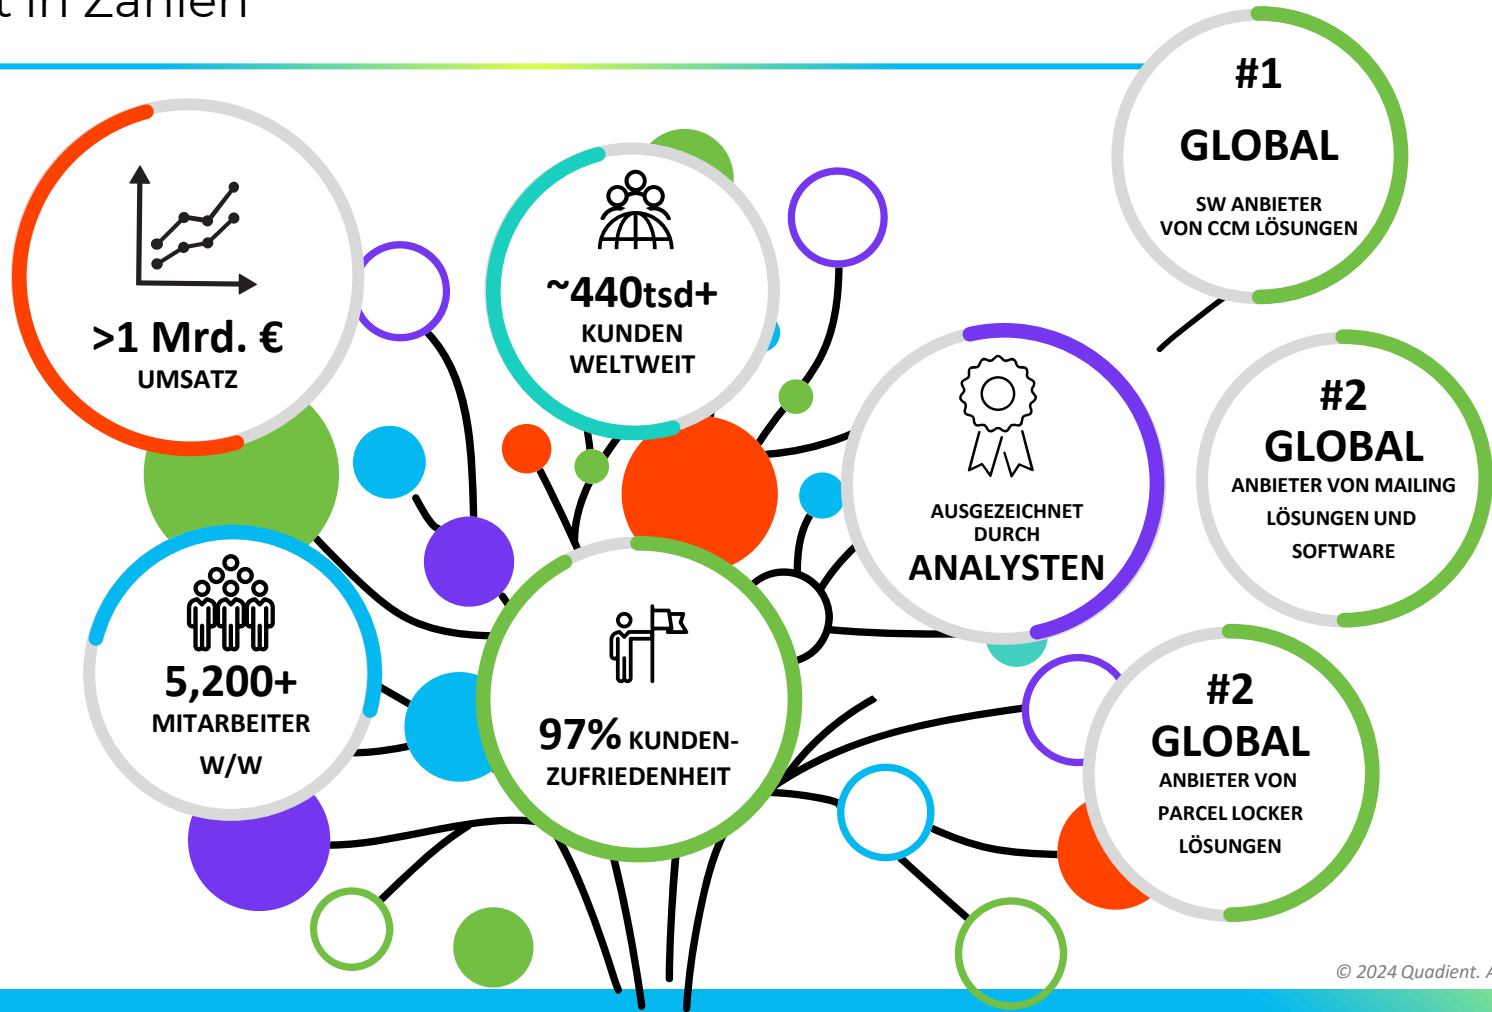 t in Zahlen
#1
GLOBAL
SW ANBIETER
VON CCM LÖSUNGEN
>1 Mrd. €
UMSATZ
~440tsd+
KUNDEN
WELTWEIT
#2
GLOBAL
ANBIETER VON MAILING
LÖSUNGEN UND
SOFTWARE
AUSGEZEICHNET
DURCH
ANALYSTEN
5,200+
MITARBEITER
W/W
97% KUNDEN-
ZUFRIEDENHEIT
#2
GLOBAL
ANBIETER VON
PARCEL LOCKER
LÖSUNGEN
© 2024 Quadient. A